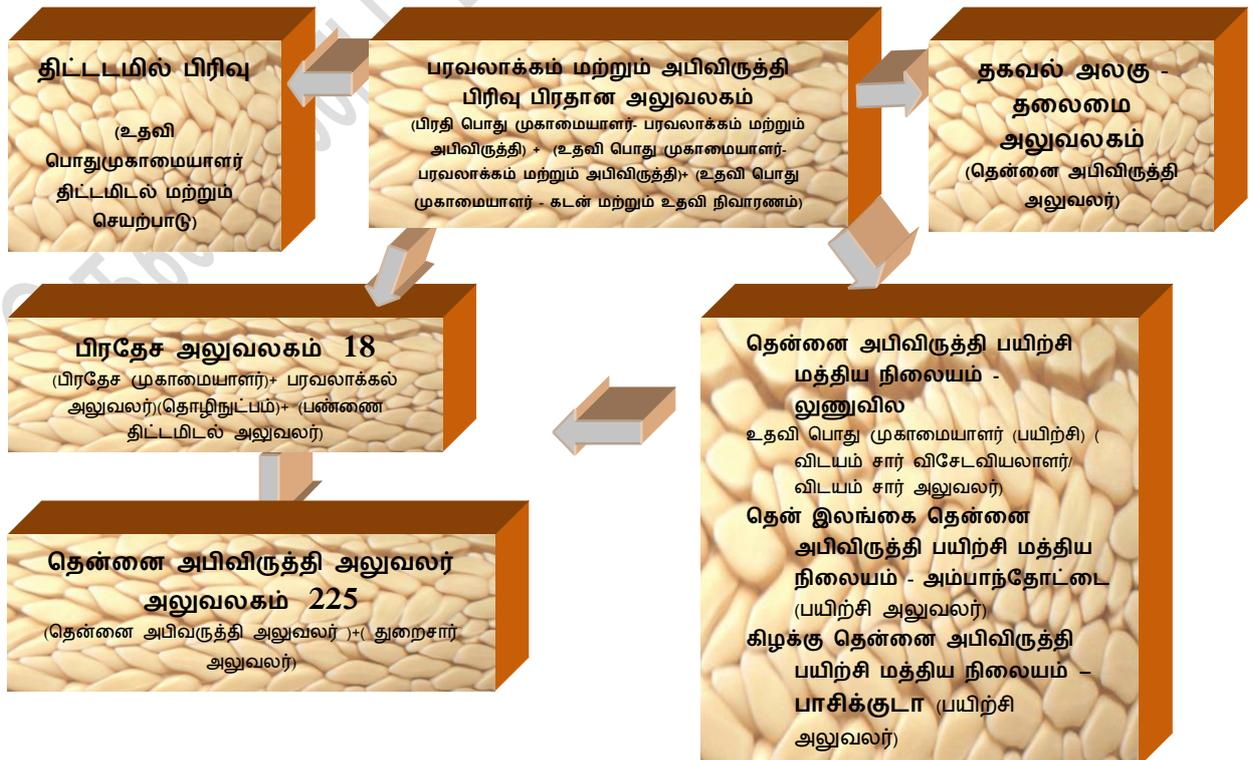 திட்டடமில் பிரிவு
(உதவி
பொதுமுகாமையாளர்
திட்டமிடல் மற்றும்
செயற்பாடு)
பரவலாக்கம் மற்றும் அபிவிருத்தி
பிரிவு பிரதான அலுவலகம்
(பிரதி பொது முகாமையாளர்- பரவலாக்கம் மற்றும்
அபிவிருத்தி) + (உதவி பொது முகாமையாளர்-
பரவலாக்கம் மற்றும் அபிவிருத்தி)+ (உதவி பொது
முகாமையாளர் - கடன் மற்றும் உதவி நிவாரணம்)
தகவல் அலகு -
தலைமை
அலுவலகம்
(தென்னை அபிவிருத்தி
அலுவலர்)
பிரதேச அலுவலகம் 18
(பிரதேச முகாமையாளர்)+ பரவலாக்கல்
அலுவலர்)(தொழிநுட்பம்)+ (பண்ணை
திட்டமிடல் அலுவலர்)
தென்னை அபிவிருத்தி அலுவலர்
அலுவலகம் 225
(தென்னை அபிவருத்தி அலுவலர் )+( துறைசார்
அலுவலர்)
தென்னை அபிவிருத்தி பயிற்சி
மத்திய நிலையம் -
லுணுவில
உதவி பொது முகாமையாளர் (பயிற்சி) (
விடயம் சார் விசேடவியலாளர்/
விடயம் சார் அலுவலர்)
தென் இலங்கை தென்னை
அபிவிருத்தி பயிற்சி மத்திய
நிலையம் - அம்பாந்தோட்டை
(பயிற்சி அலுவலர்)
கிழக்கு தென்னை அபிவிருத்தி
பயிற்சி மத்திய நிலையம் –
பாசிக்குடா (பயிற்சி
அலுவலர்)